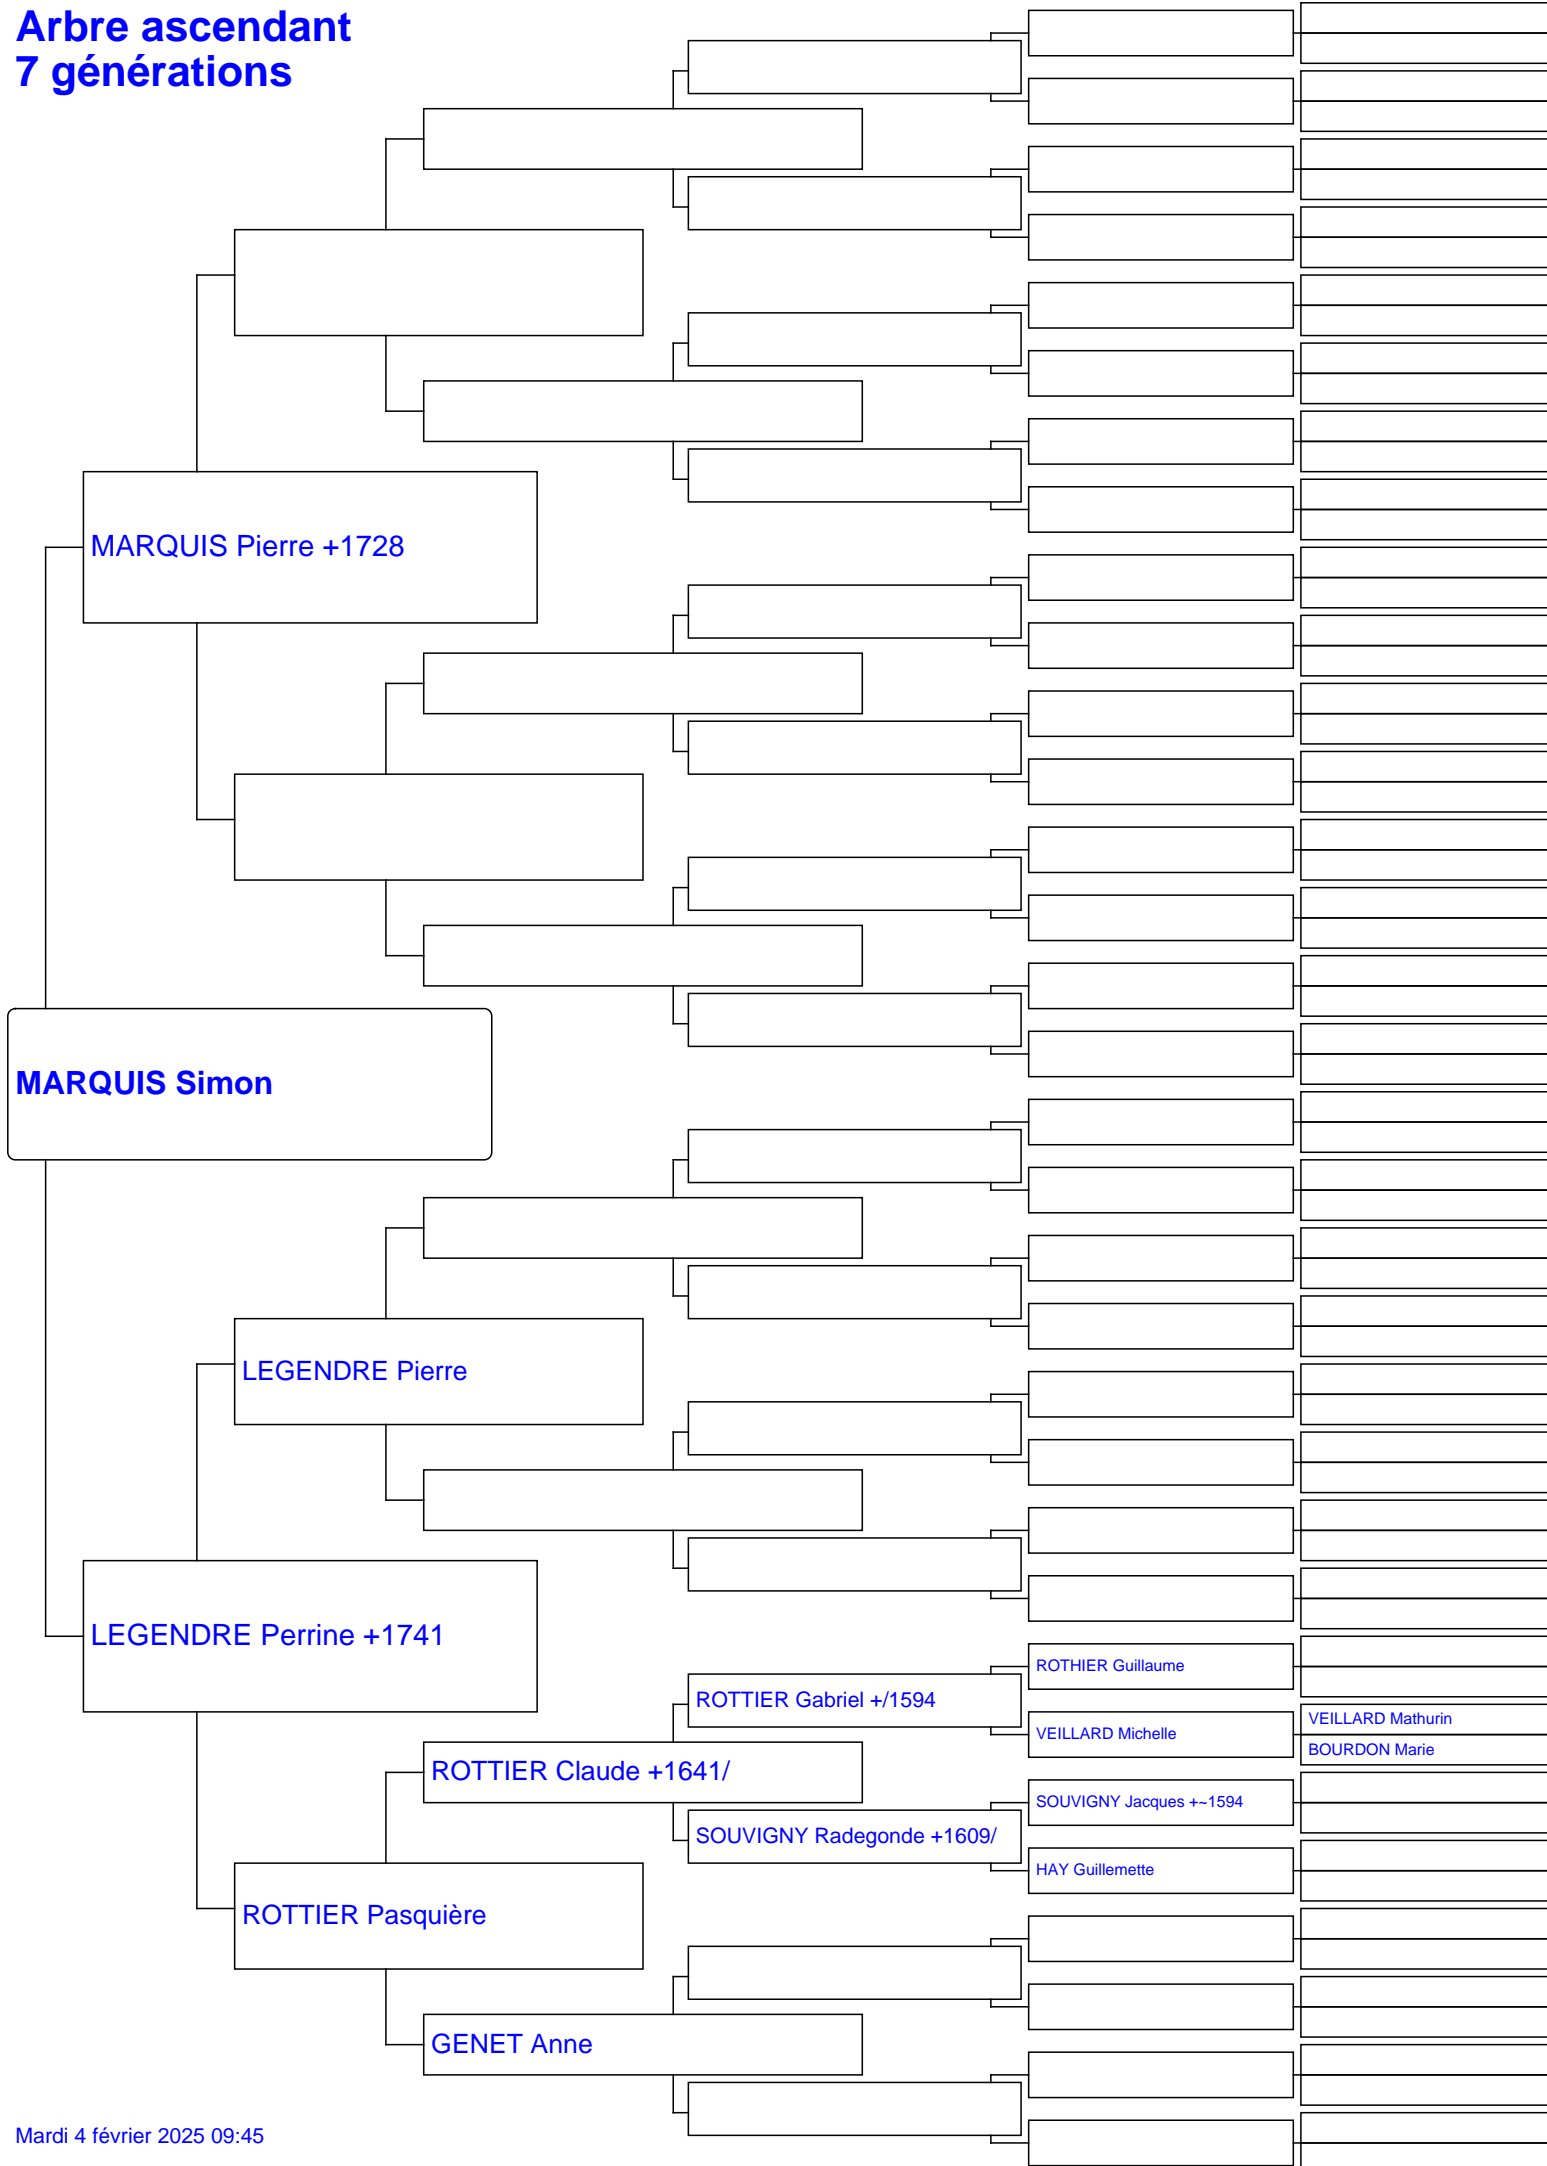 Arbre ascendant
7 générations
MARQUIS Pierre +1728
MARQUIS Simon
LEGENDRE Pierre
LEGENDRE Perrine +1741
ROTHIER Guillaume
ROTTIER Gabriel +/1594
VEILLARD Mathurin
VEILLARD Michelle
BOURDON Marie
ROTTIER Claude +1641/
SOUVIGNY Jacques +~1594
SOUVIGNY Radegonde +1609/
HAY Guillemette
ROTTIER Pasquière
GENET Anne
Mardi 4 février 2025 09:45